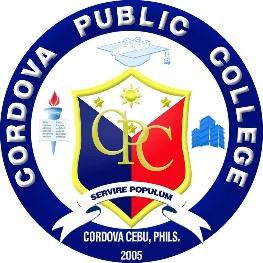 CORDOVA PUBLIC COLLEGE
CPC
SERVIRE POPULUM
CORDOVA CEBU, PHILS.
2005